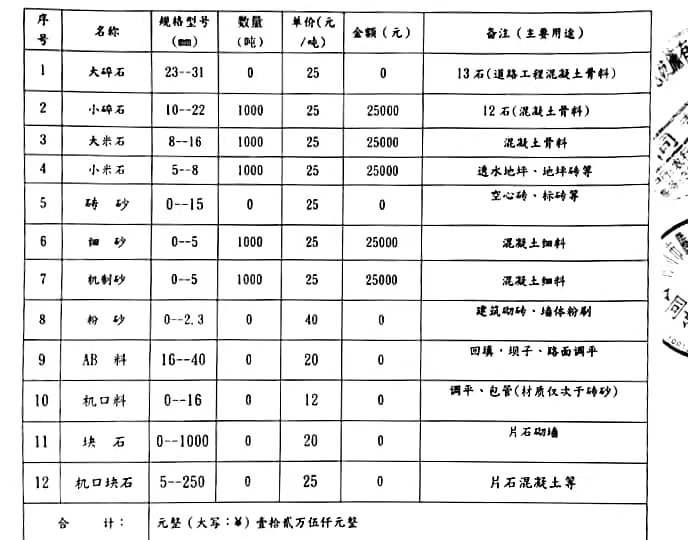 序号 名称 规格型号(mm) 数量(吨) 单价(元/吨) 金额(元) 备注(主要用途)
1 大碎石 23--31 0 25 0 13石(道路工程混凝土骨料)
2 小碎石 10--22 1000 25 25000 12石(混凝土骨料)
3 大米石 8--16 1000 25 25000 混凝土骨料
4 小米石 5--8 1000 25 25000 透水地坪、地坪砖等
5 砖砂 0--15 0 25 0 空心砖、标砖等
6 细砂 0--5 1000 25 25000 混凝土细料
7 机制砂 0--5 1000 25 25000 混凝土细料
8 粉砂 0--2.3 0 40 0 建筑砌砖、墙体粉刷
9 AB料 16--40 0 20 0 回填、坝子、路面调平
10 机口料 0--16 0 12 0 调平、包管(材质仅次于砖砂)
11 块石 0--1000 0 20 0 片石砌墙
12 机口块石 5--250 0 25 0 片石混凝土等
合计: 元整(大写:¥)壹拾贰万伍仟元整